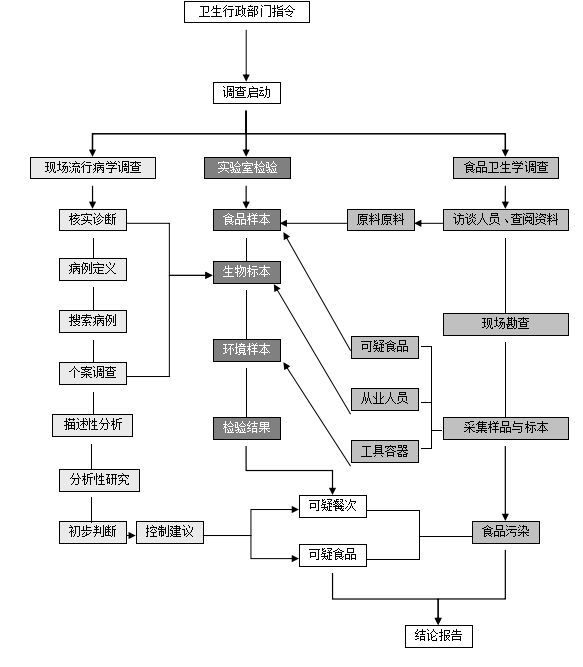 卫生行政部门指令
调查启动
现场流行病学调查
实验室检验
食品卫生学调查
核实诊断
食品样本
原料原料
访谈人员、查阅资料
病例定义
生物标本
搜索病例
现场勘查
环境样本
可疑食品
个案调查
从业人员
描述性分析
检验结果
采集样品与标本
工具容器
分析性研究
可疑餐次
初步判断
控制建议
食品污染
可疑食品
结论报告